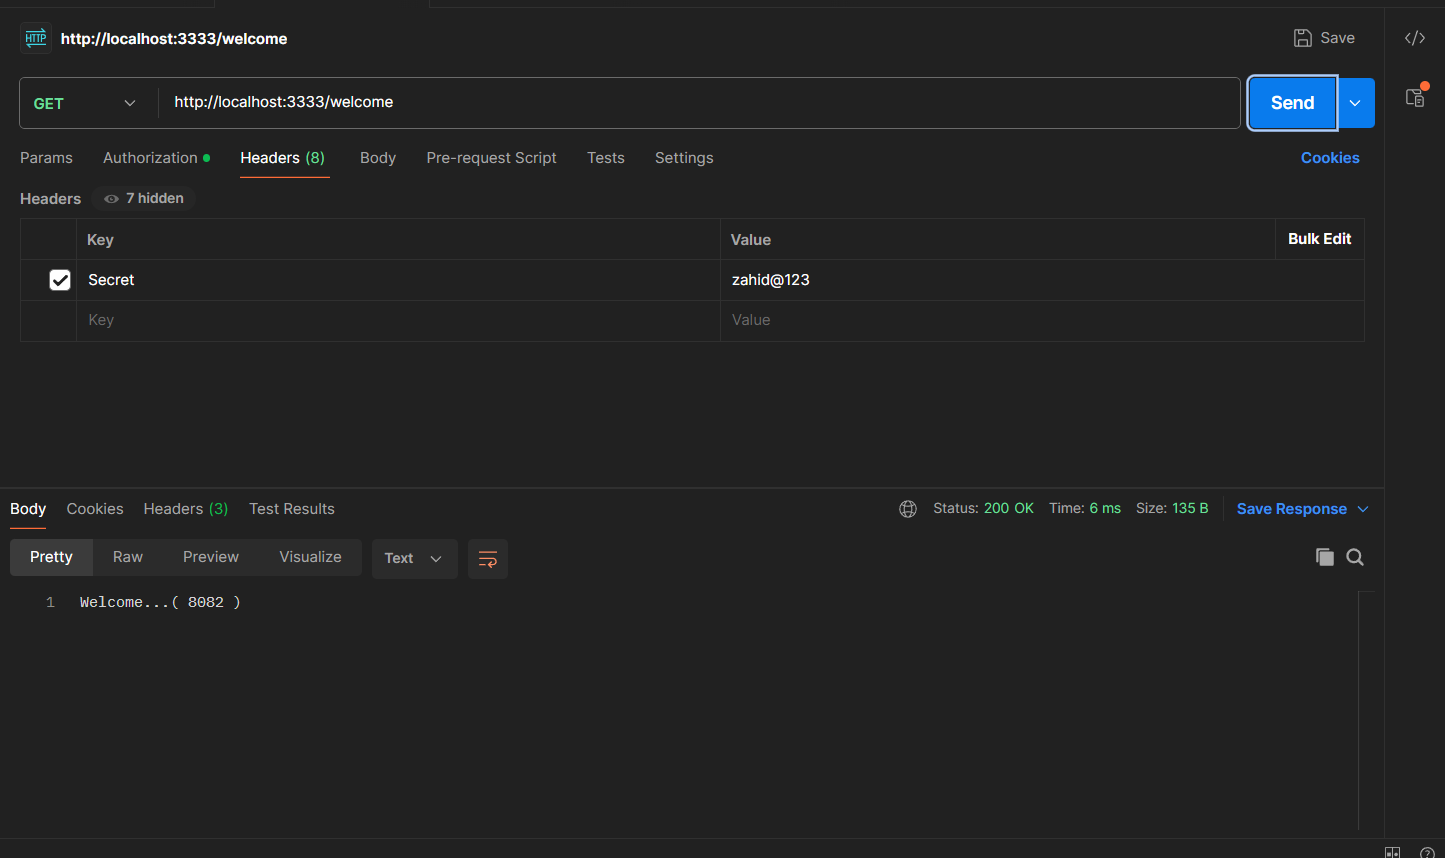 HTTP http://localhost:3333/welcome Save
GET http://localhost:3333/welcome Send
Params Authorization Headers (8) Body Pre-request Script Tests Settings Cookies
Headers 7 hidden
Key Value Bulk Edit
Secret zahid@123
Key Value
Body Cookies Headers (3) Test Results Status: 200 OK Time: 6 ms Size: 135 B Save Response
Pretty Raw Preview Visualize Text
1 Welcome...( 8082 )